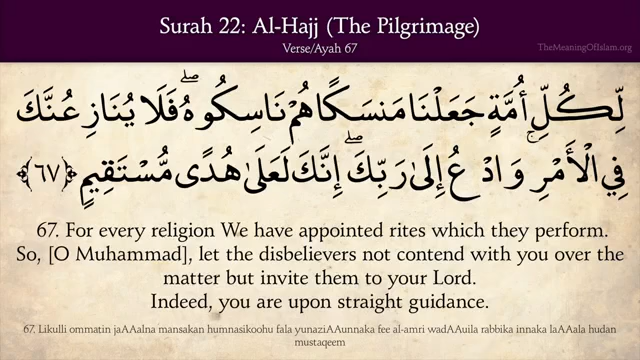 Surah 22: Al-Hajj (The Pilgrimage)
Verse/Ayah 67
TheMeaningOfIslam.org
لِّكُلِّ أُمَّةٍ جَعَلْنَا مَنسَكًا هُمْ نَاسِكُوهُ ۖ فَلَا يُنَازِعُنَّكَ
فِي الْأَمْرِ ۚ وَادْعُ إِلَىٰ رَبِّكَ ۖ إِنَّكَ لَعَلَىٰ هُدًى مُّسْتَقِيمٍ ﴿٦٧﴾
67. For every religion We have appointed rites which they perform.
So, [O Muhammad], let the disbelievers not contend with you over the
matter but invite them to your Lord.
Indeed, you are upon straight guidance.
67. Likulli ommatin jaAAalna mansakan humnasikoohu fala yunaziAAunnaka fee al-amri wadAAuila rabbika innaka laAAala hudan
mustaqeem